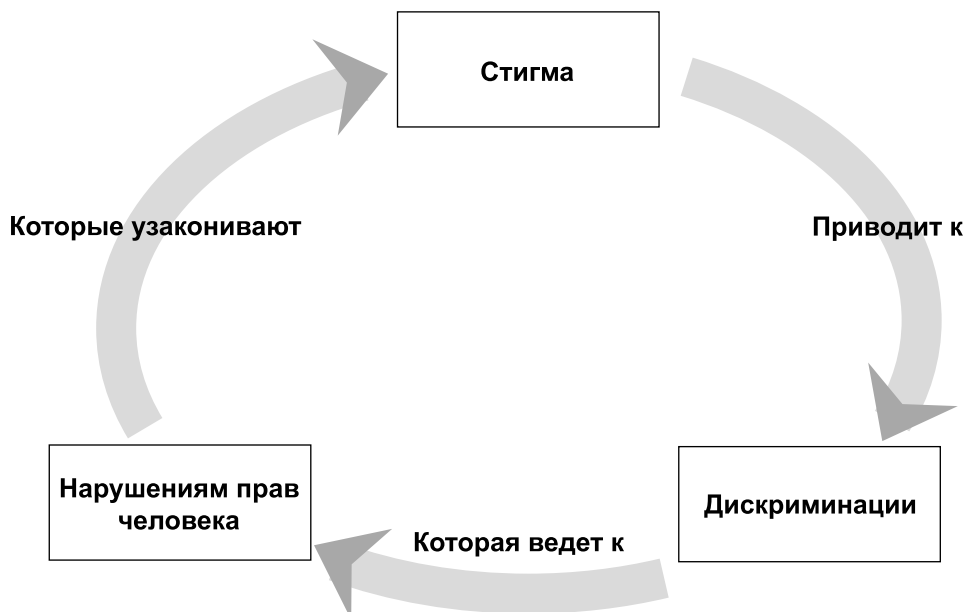 Стигма
Приводит к
Дискриминации
Которая ведет к
Нарушениям прав
человека
Которые узаконивают